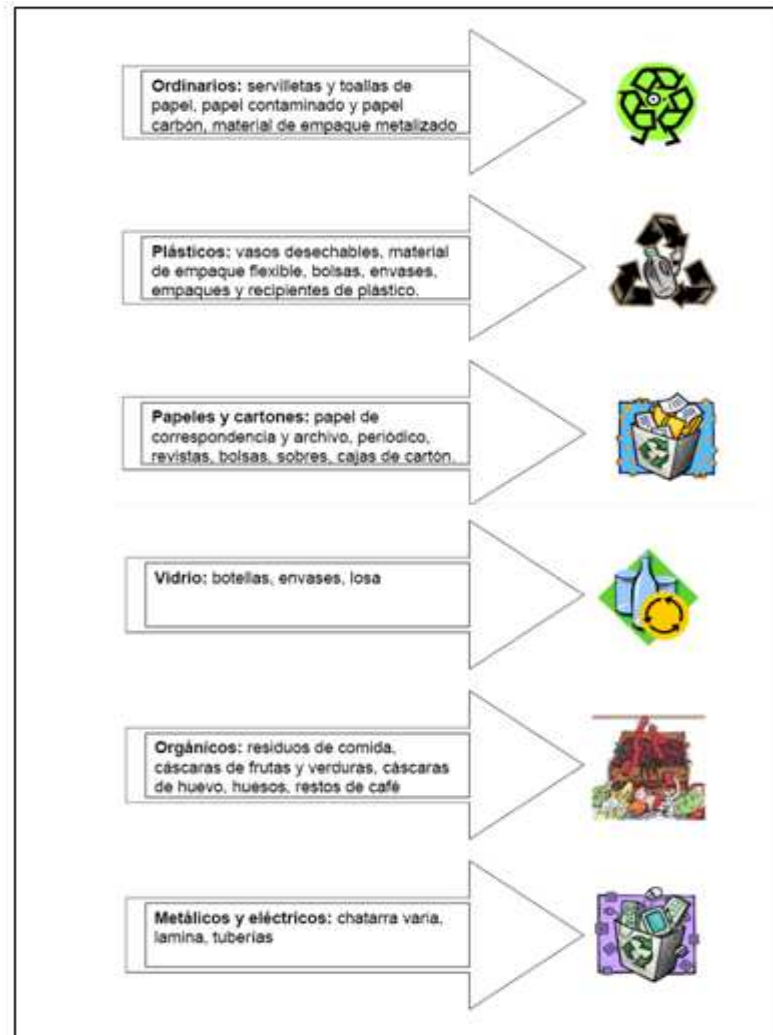 Ordinarios: servilletas y toallas de
papel, papel contaminado y papel
carbón, material de empaque metalizado
Plásticos: vasos desechables, material
de empaque flexible, bolsas, envases,
empaques y recipientes de plástico.
Papeles y cartones: papel de
correspondencia y archivo, periódico,
revistas, bolsas, sobres, cajas de cartón.
Vidrio: botellas, envases, losa
Orgánicos: residuos de comida,
cáscaras de frutas y verduras, cáscaras
de huevo, huesos, restos de café
Metálicos y eléctricos: chatarra varia,
lamina, tuberías